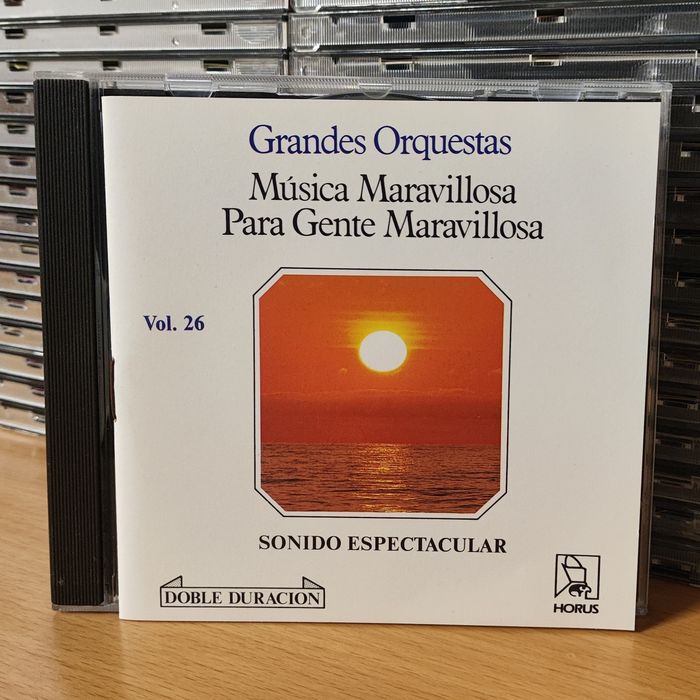 Grandes Orquestas
Música Maravillosa
Para Gente Maravillosa
Vol. 26
SONIDO ESPECTACULAR
DOBLE DURACION
HORUS